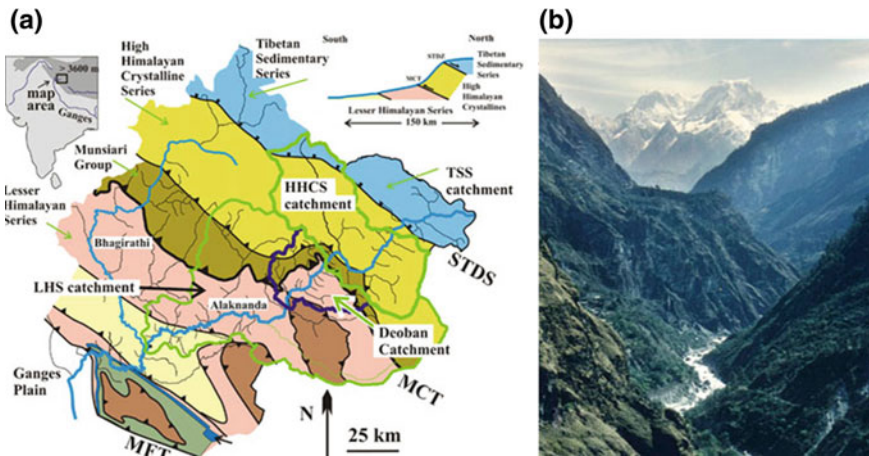 (a)
(b)
High
Himalayan
Crystalline
Series
Tibetan
Sedimentary
Series
South
North
STDZ
MCT
Tibetan
Sedimentary
Series
High
Himalayan
Crystallines
Lesser Himalayan Series
150 km
> 3600 m
map
area
Ganges
Munsiari
Group
Lesser
Himalayan
Series
HHCS
catchment
TSS
catchment
Bhagirathi
STDS
LHS catchment
Alaknanda
Deoban
Catchment
Ganges
Plain
MCT
N
MFT
25 km